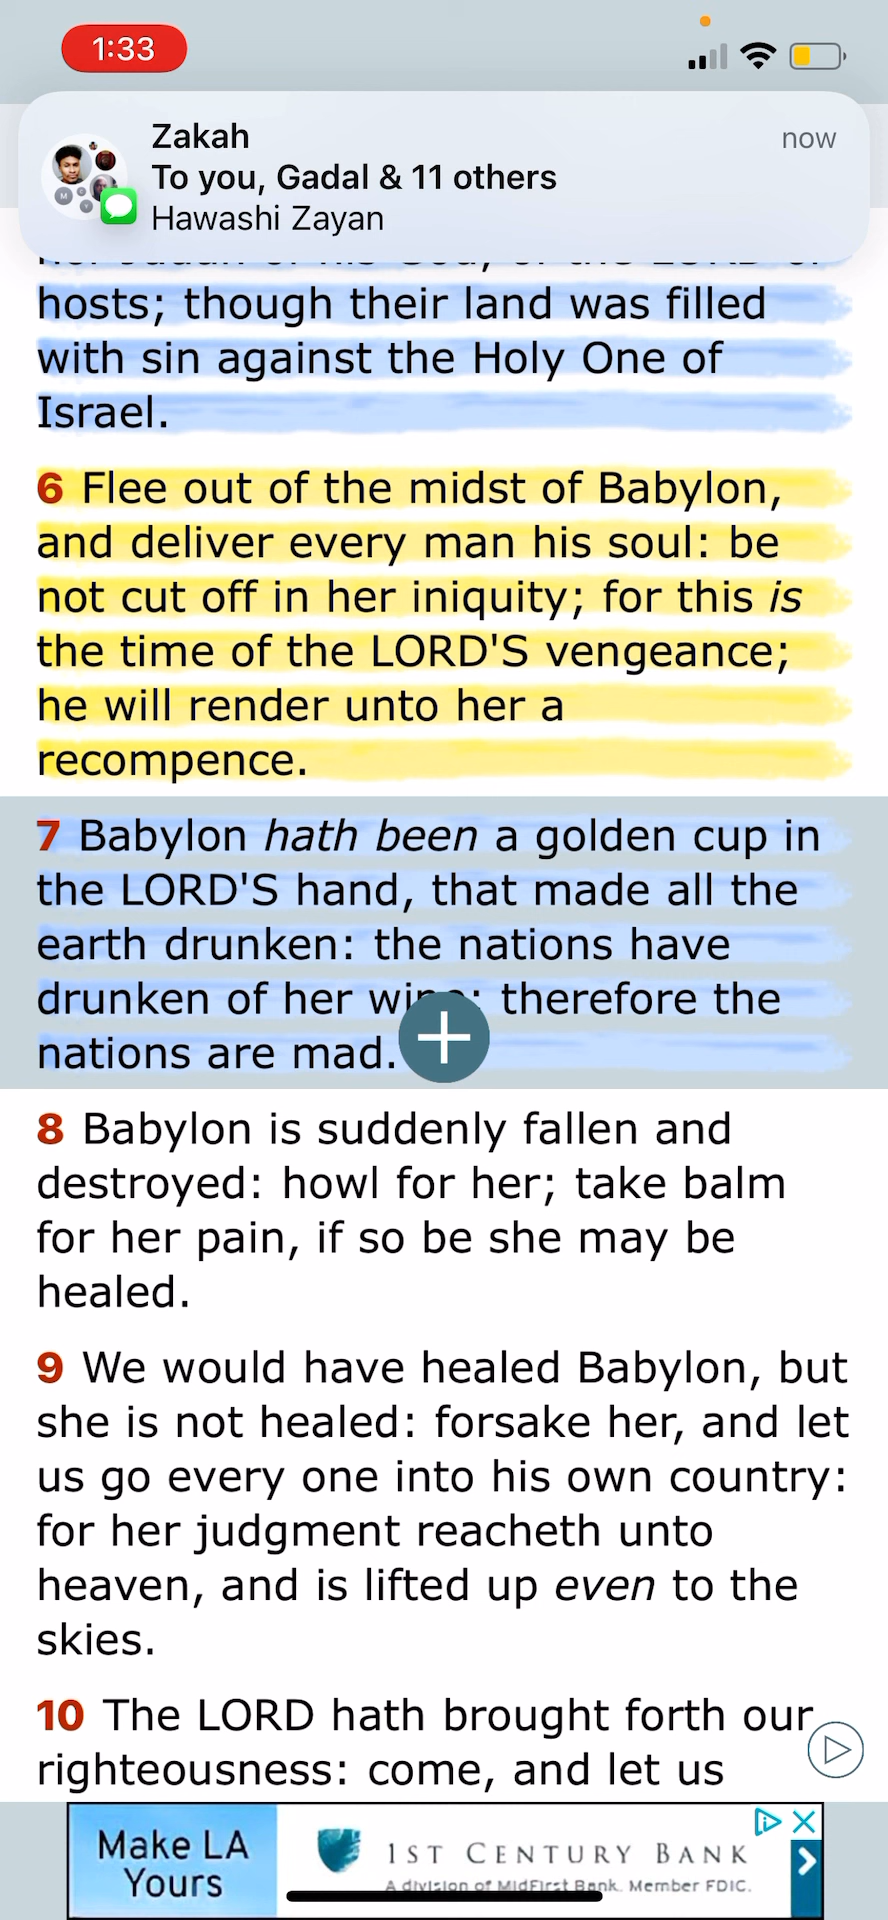 1:33
Zakah
now
To you, Gadal & 11 others
Hawashi Zayan
hosts; though their land was filled
with sin against the Holy One of
Israel.
6 Flee out of the midst of Babylon,
and deliver every man his soul: be
not cut off in her iniquity; for this is
the time of the LORD'S vengeance;
he will render unto her a
recompence.
7 Babylon hath been a golden cup in
the LORD'S hand, that made all the
earth drunken: the nations have
drunken of her wine; therefore the
nations are mad.
8 Babylon is suddenly fallen and
destroyed: howl for her; take balm
for her pain, if so be she may be
healed.
9 We would have healed Babylon, but
she is not healed: forsake her, and let
us go every one into his own country:
for her judgment reacheth unto
heaven, and is lifted up even to the
skies.
10 The LORD hath brought forth our
righteousness: come, and let us
Make LA
Yours
1ST CENTURY BANK
A division of MidFirst Bank. Member FDIC.